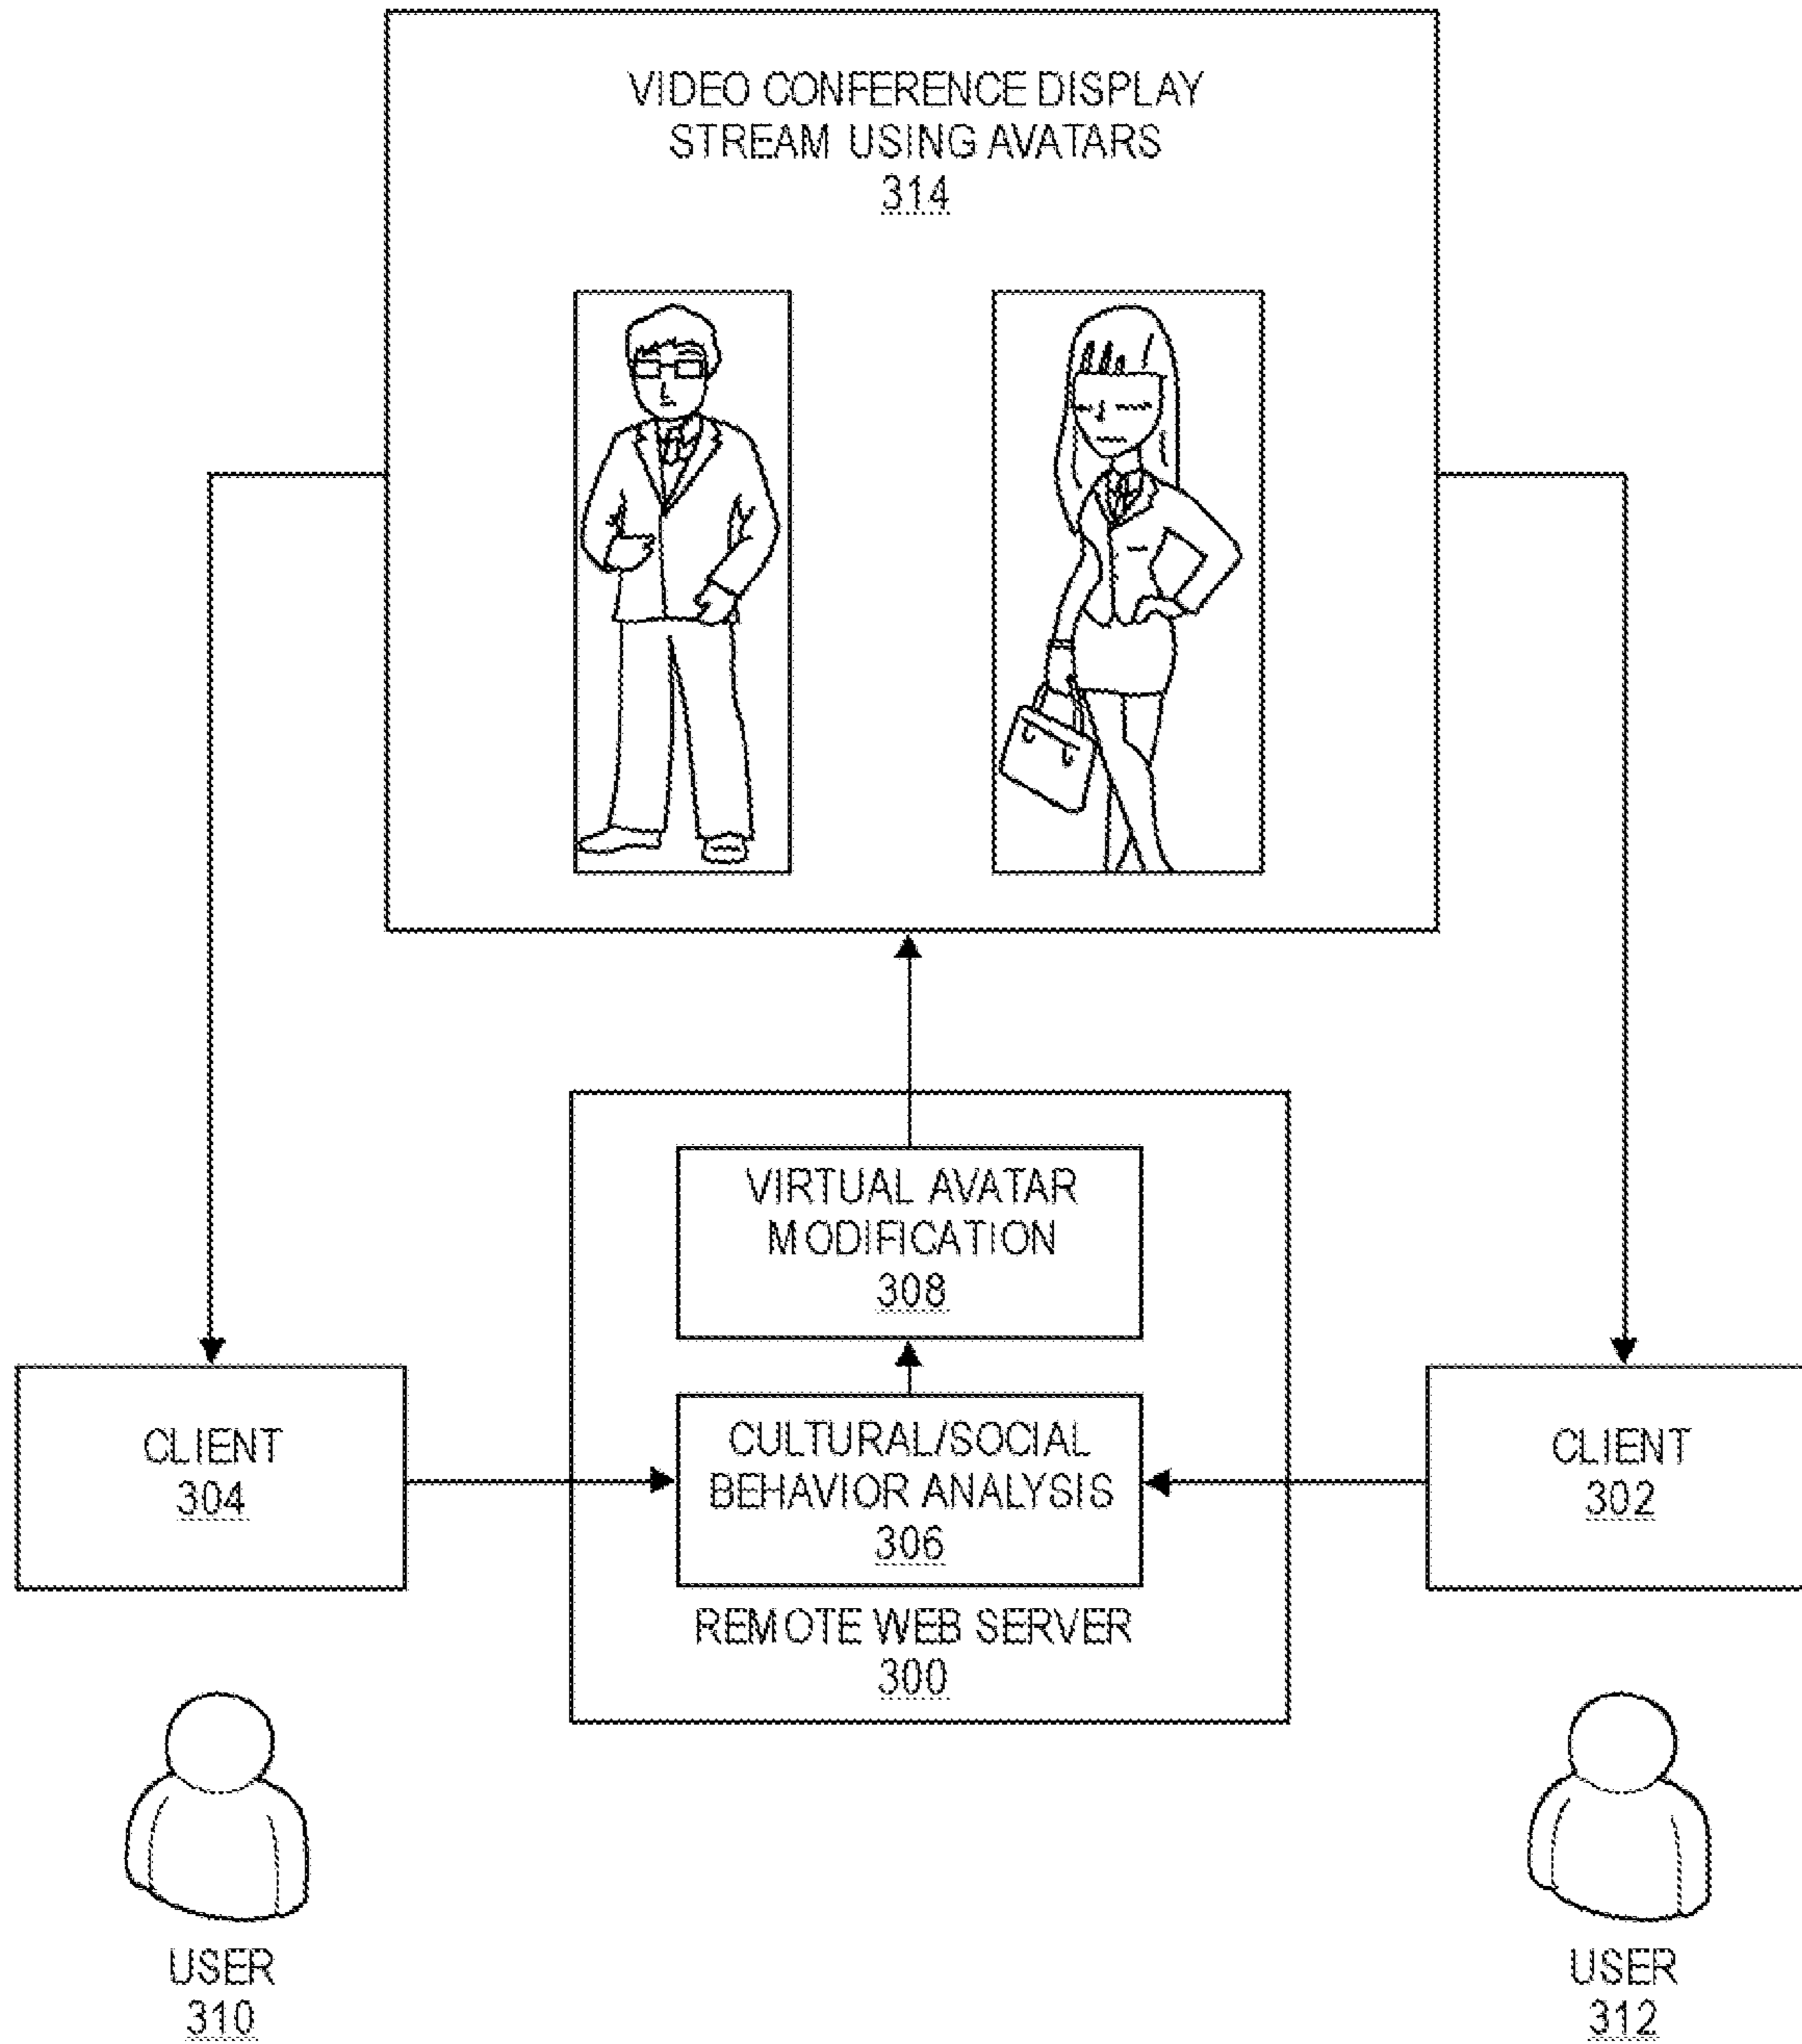 VIDEO CONFERENCE DISPLAY
STREAM USING AVATARS
314
VIRTUAL AVATAR
MODIFICATION
308
CLIENT
304
CULTURAL/SOCIAL
BEHAVIOR ANALYSIS
306
CLIENT
302
REMOTE WEB SERVER
300
USER
310
USER
312